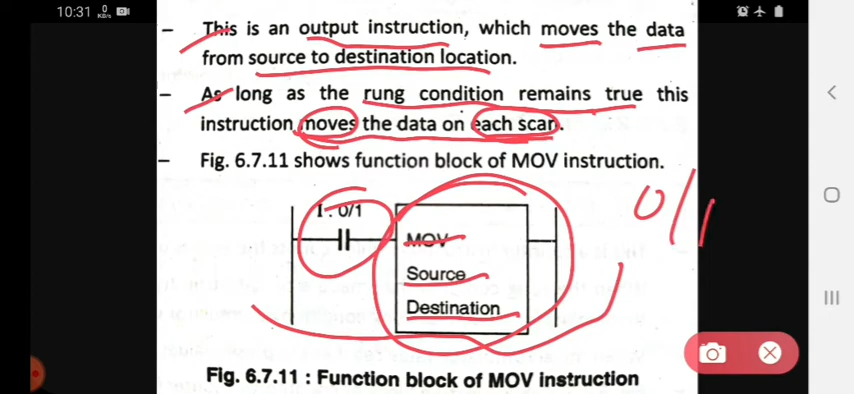 10:31 0 KB/s
– This is an output instruction, which moves the data
from source to destination location.
– As long as the rung condition remains true this
instruction moves the data on each scan.
– Fig. 6.7.11 shows function block of MOV instruction.
I : 0/1
0/1
MOV
Source
Destination
Fig. 6.7.11 : Function block of MOV instruction